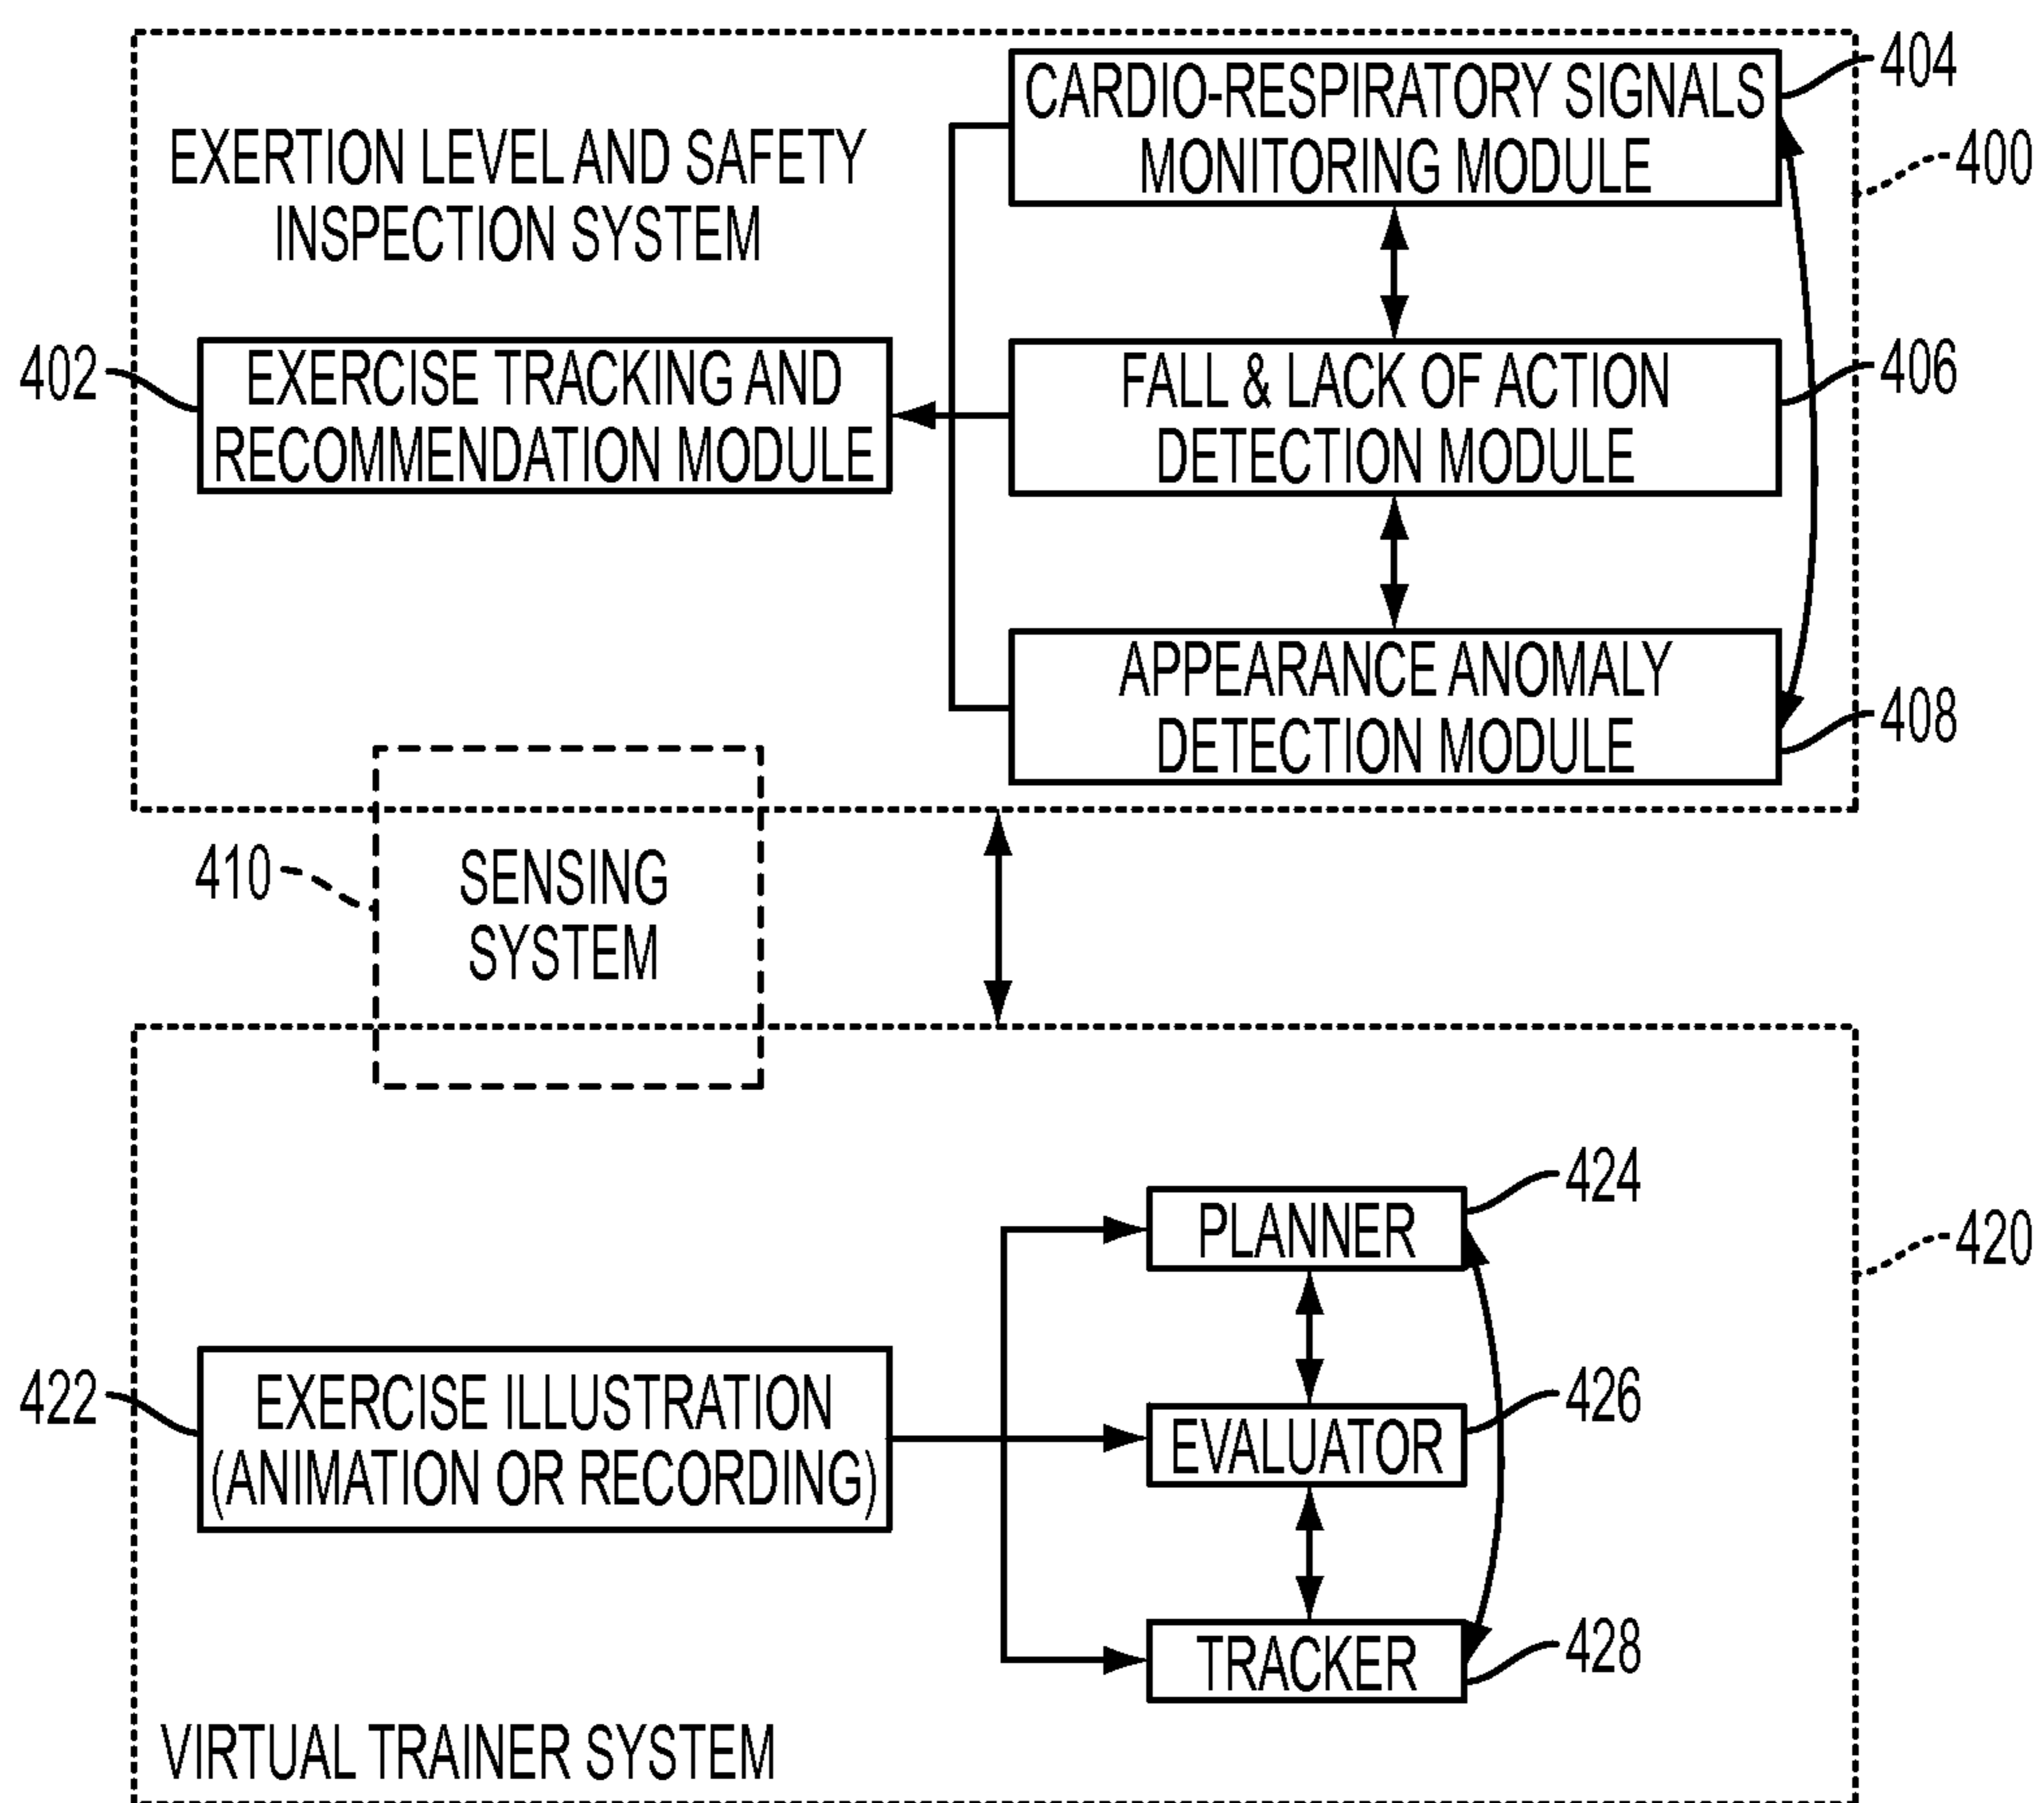 CARDIO-RESPIRATORY SIGNALS
MONITORING MODULE
404
EXERTION LEVEL AND SAFETY
INSPECTION SYSTEM
400
402
EXERCISE TRACKING AND
RECOMMENDATION MODULE
FALL & LACK OF ACTION
DETECTION MODULE
406
APPEARANCE ANOMALY
DETECTION MODULE
408
410
SENSING
SYSTEM
PLANNER
424
420
422
EXERCISE ILLUSTRATION
(ANIMATION OR RECORDING)
EVALUATOR
426
TRACKER
428
VIRTUAL TRAINER SYSTEM